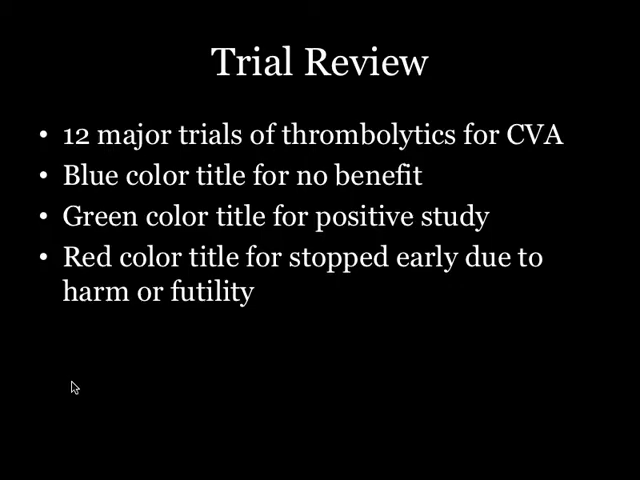 Trial Review
• 12 major trials of thrombolytics for CVA
• Blue color title for no benefit
• Green color title for positive study
• Red color title for stopped early due to
harm or futility